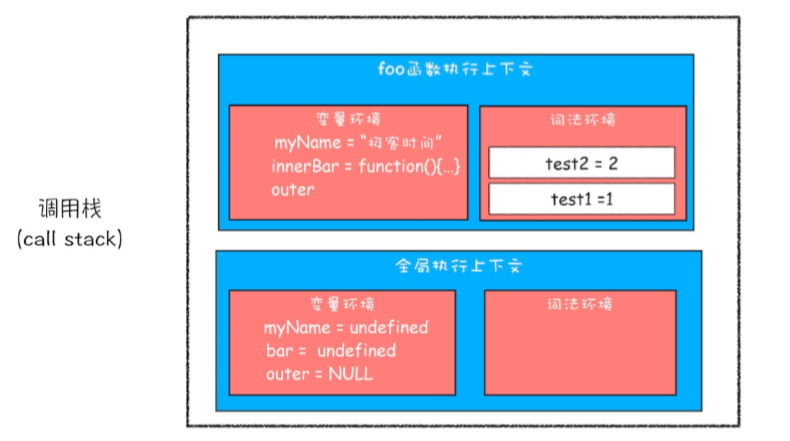 调用栈
(call stack)
foo函数执行上下文
变量环境
myName = "极客时间"
innerBar = function(){...}
outer
词法环境
test2 = 2
test1 =1
全局执行上下文
变量环境
myName = undefined
bar = undefined
outer = NULL
词法环境